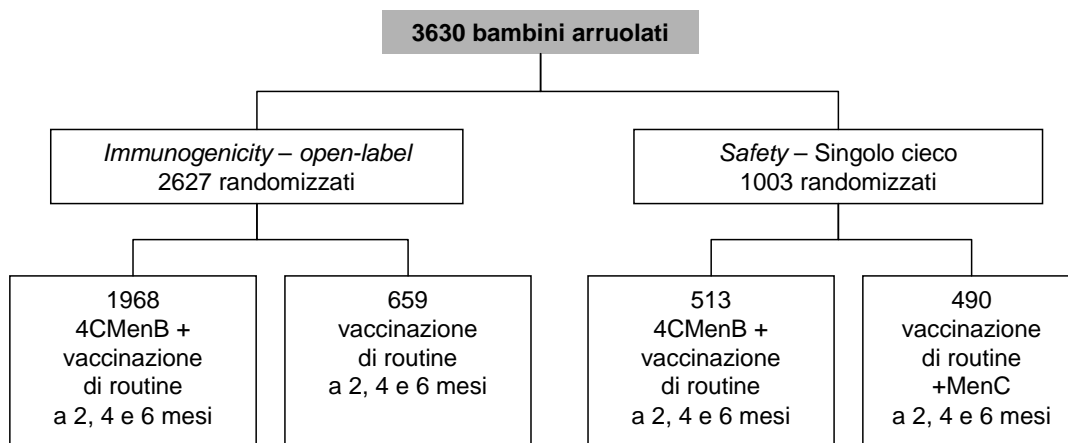 3630 bambini arruolati
Immunogenicity – open-label
2627 randomizzati
Safety – Singolo cieco
1003 randomizzati
1968
4CMenB +
vaccinazione
di routine
a 2, 4 e 6 mesi
659
vaccinazione
di routine
a 2, 4 e 6 mesi
513
4CMenB +
vaccinazione
di routine
a 2, 4 e 6 mesi
490
vaccinazione
di routine
+MenC
a 2, 4 e 6 mesi